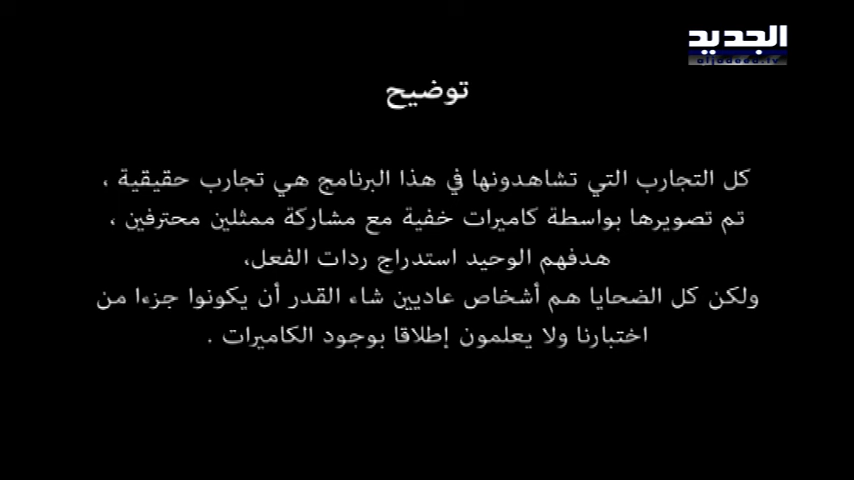 الجديد
aljadeed.tv
توضيح
كل التجارب التي تشاهدونها في هذا البرنامج هي تجارب حقيقية ،
تم تصويرها بواسطة كاميرات خفية مع مشاركة ممثلين محترفين ،
هدفهم الوحيد استدراج ردات الفعل،
ولكن كل الضحايا هم أشخاص عاديين شاء القدر أن يكونوا جزءا من
اختبارنا ولا يعلمون إطلاقا بوجود الكاميرات .